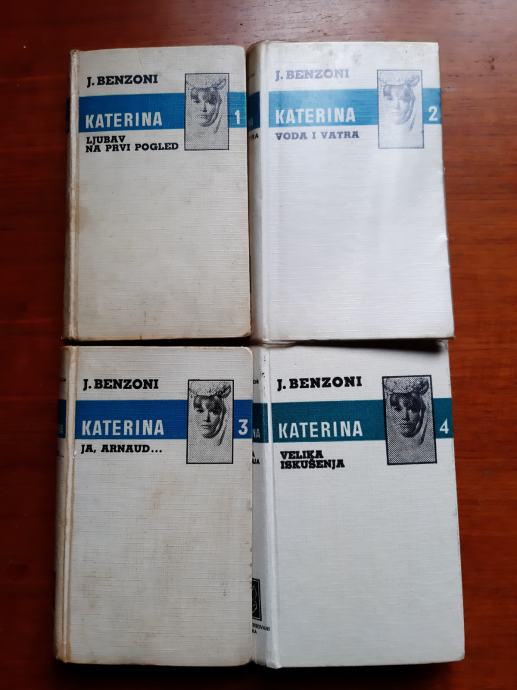 J. BENZONI
KATERINA 1
LJUBAV
NA PRVI POGLED
J. BENZONI
KATERINA 2
VODA I VATRA
J. BENZONI
KATERINA 3
JA, ARNAUD...
J. BENZONI
KATERINA 4
VELIKA
ISKUŠENJA